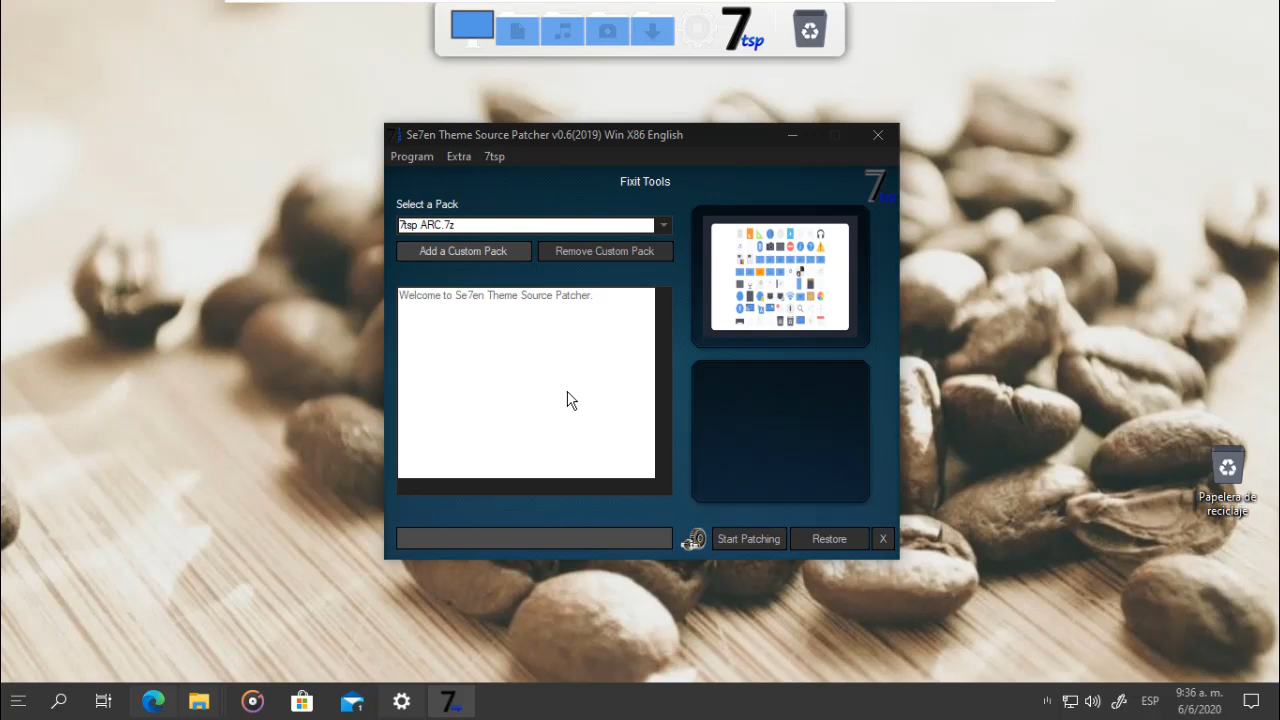 7tsp
Se7en Theme Source Patcher v0.6(2019) Win X86 English
Program Extra 7tsp
Fixit Tools
7tsp
Select a Pack
7tsp ARC.7z
Add a Custom Pack Remove Custom Pack
Welcome to Se7en Theme Source Patcher.
Papelera de
reciclaje
Start Patching Restore X
7tsp
ESP
9:36 a. m.
6/6/2020